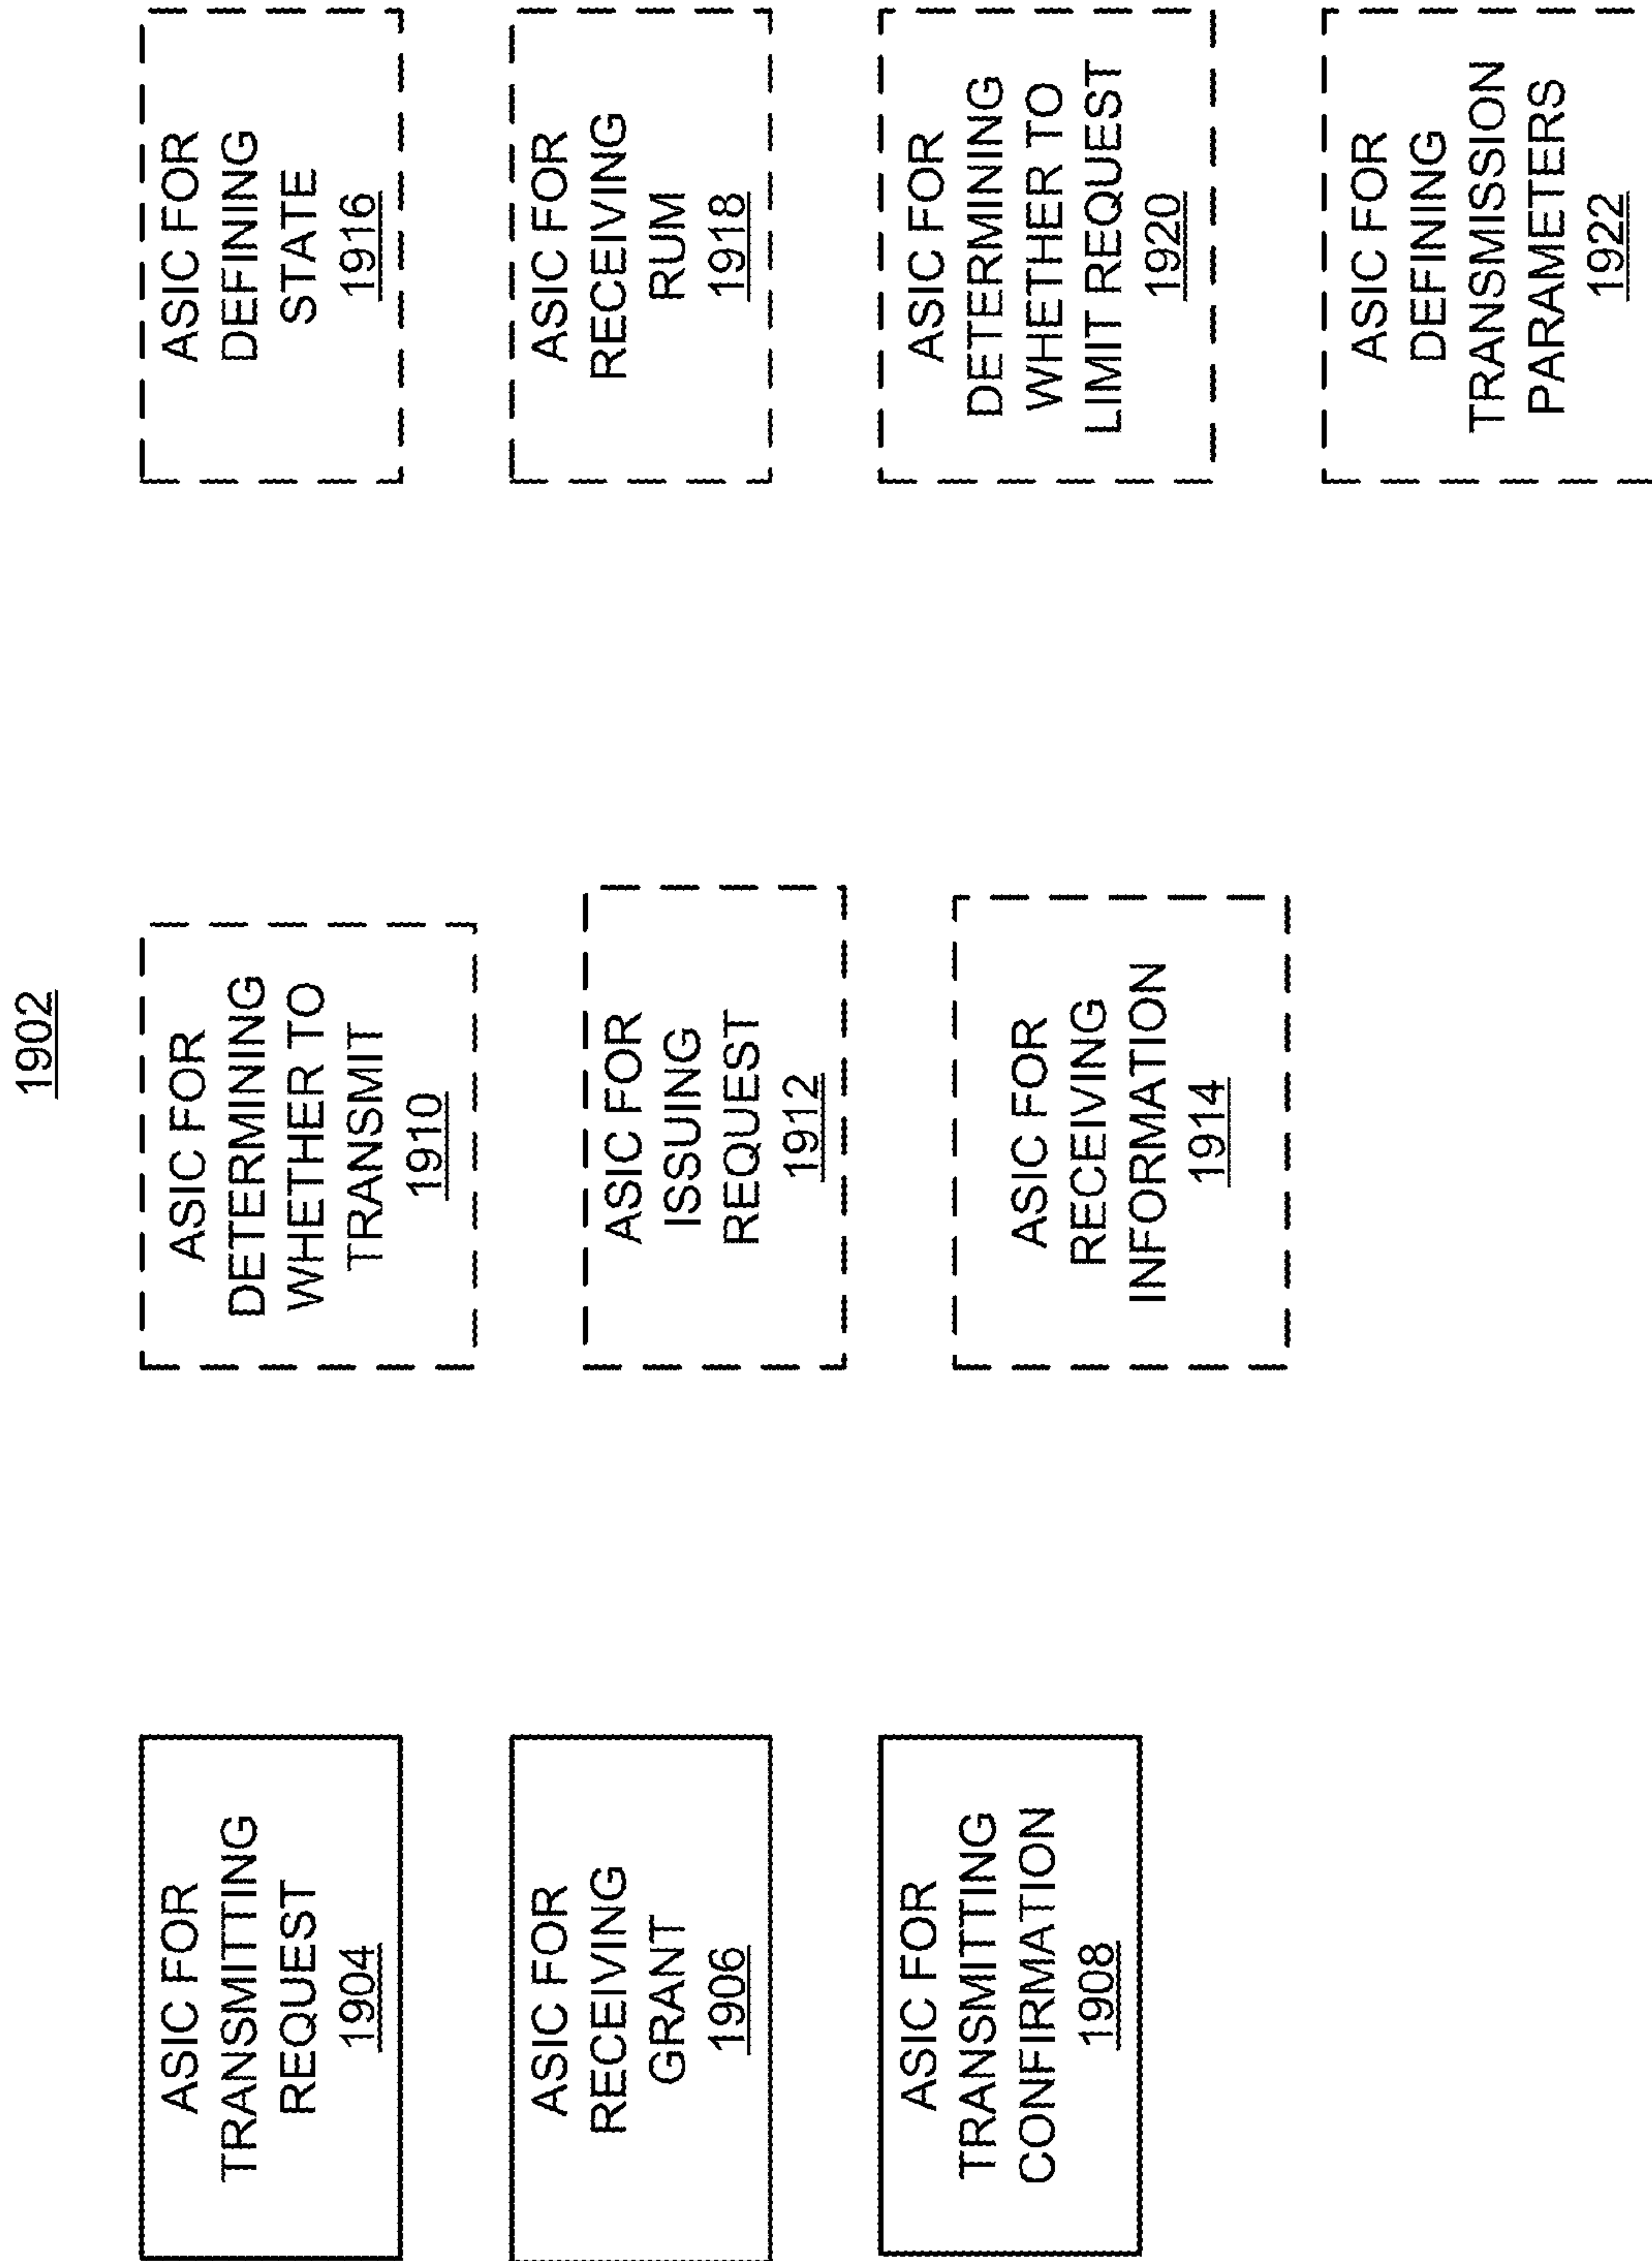 1902
ASIC FOR
TRANSMITTING
REQUEST
1904
ASIC FOR
RECEIVING
GRANT
1906
ASIC FOR
TRANSMITTING
CONFIRMATION
1908
ASIC FOR
DETERMINING
WHETHER TO
TRANSMIT
1910
ASIC FOR
ISSUING
REQUEST
1912
ASIC FOR
RECEIVING
INFORMATION
1914
ASIC FOR
DEFINING
STATE
1916
ASIC FOR
RECEIVING
RUM
1918
ASIC FOR
DETERMINING
WHETHER TO
LIMIT REQUEST
1920
ASIC FOR
DEFINING
TRANSMISSION
PARAMETERS
1922